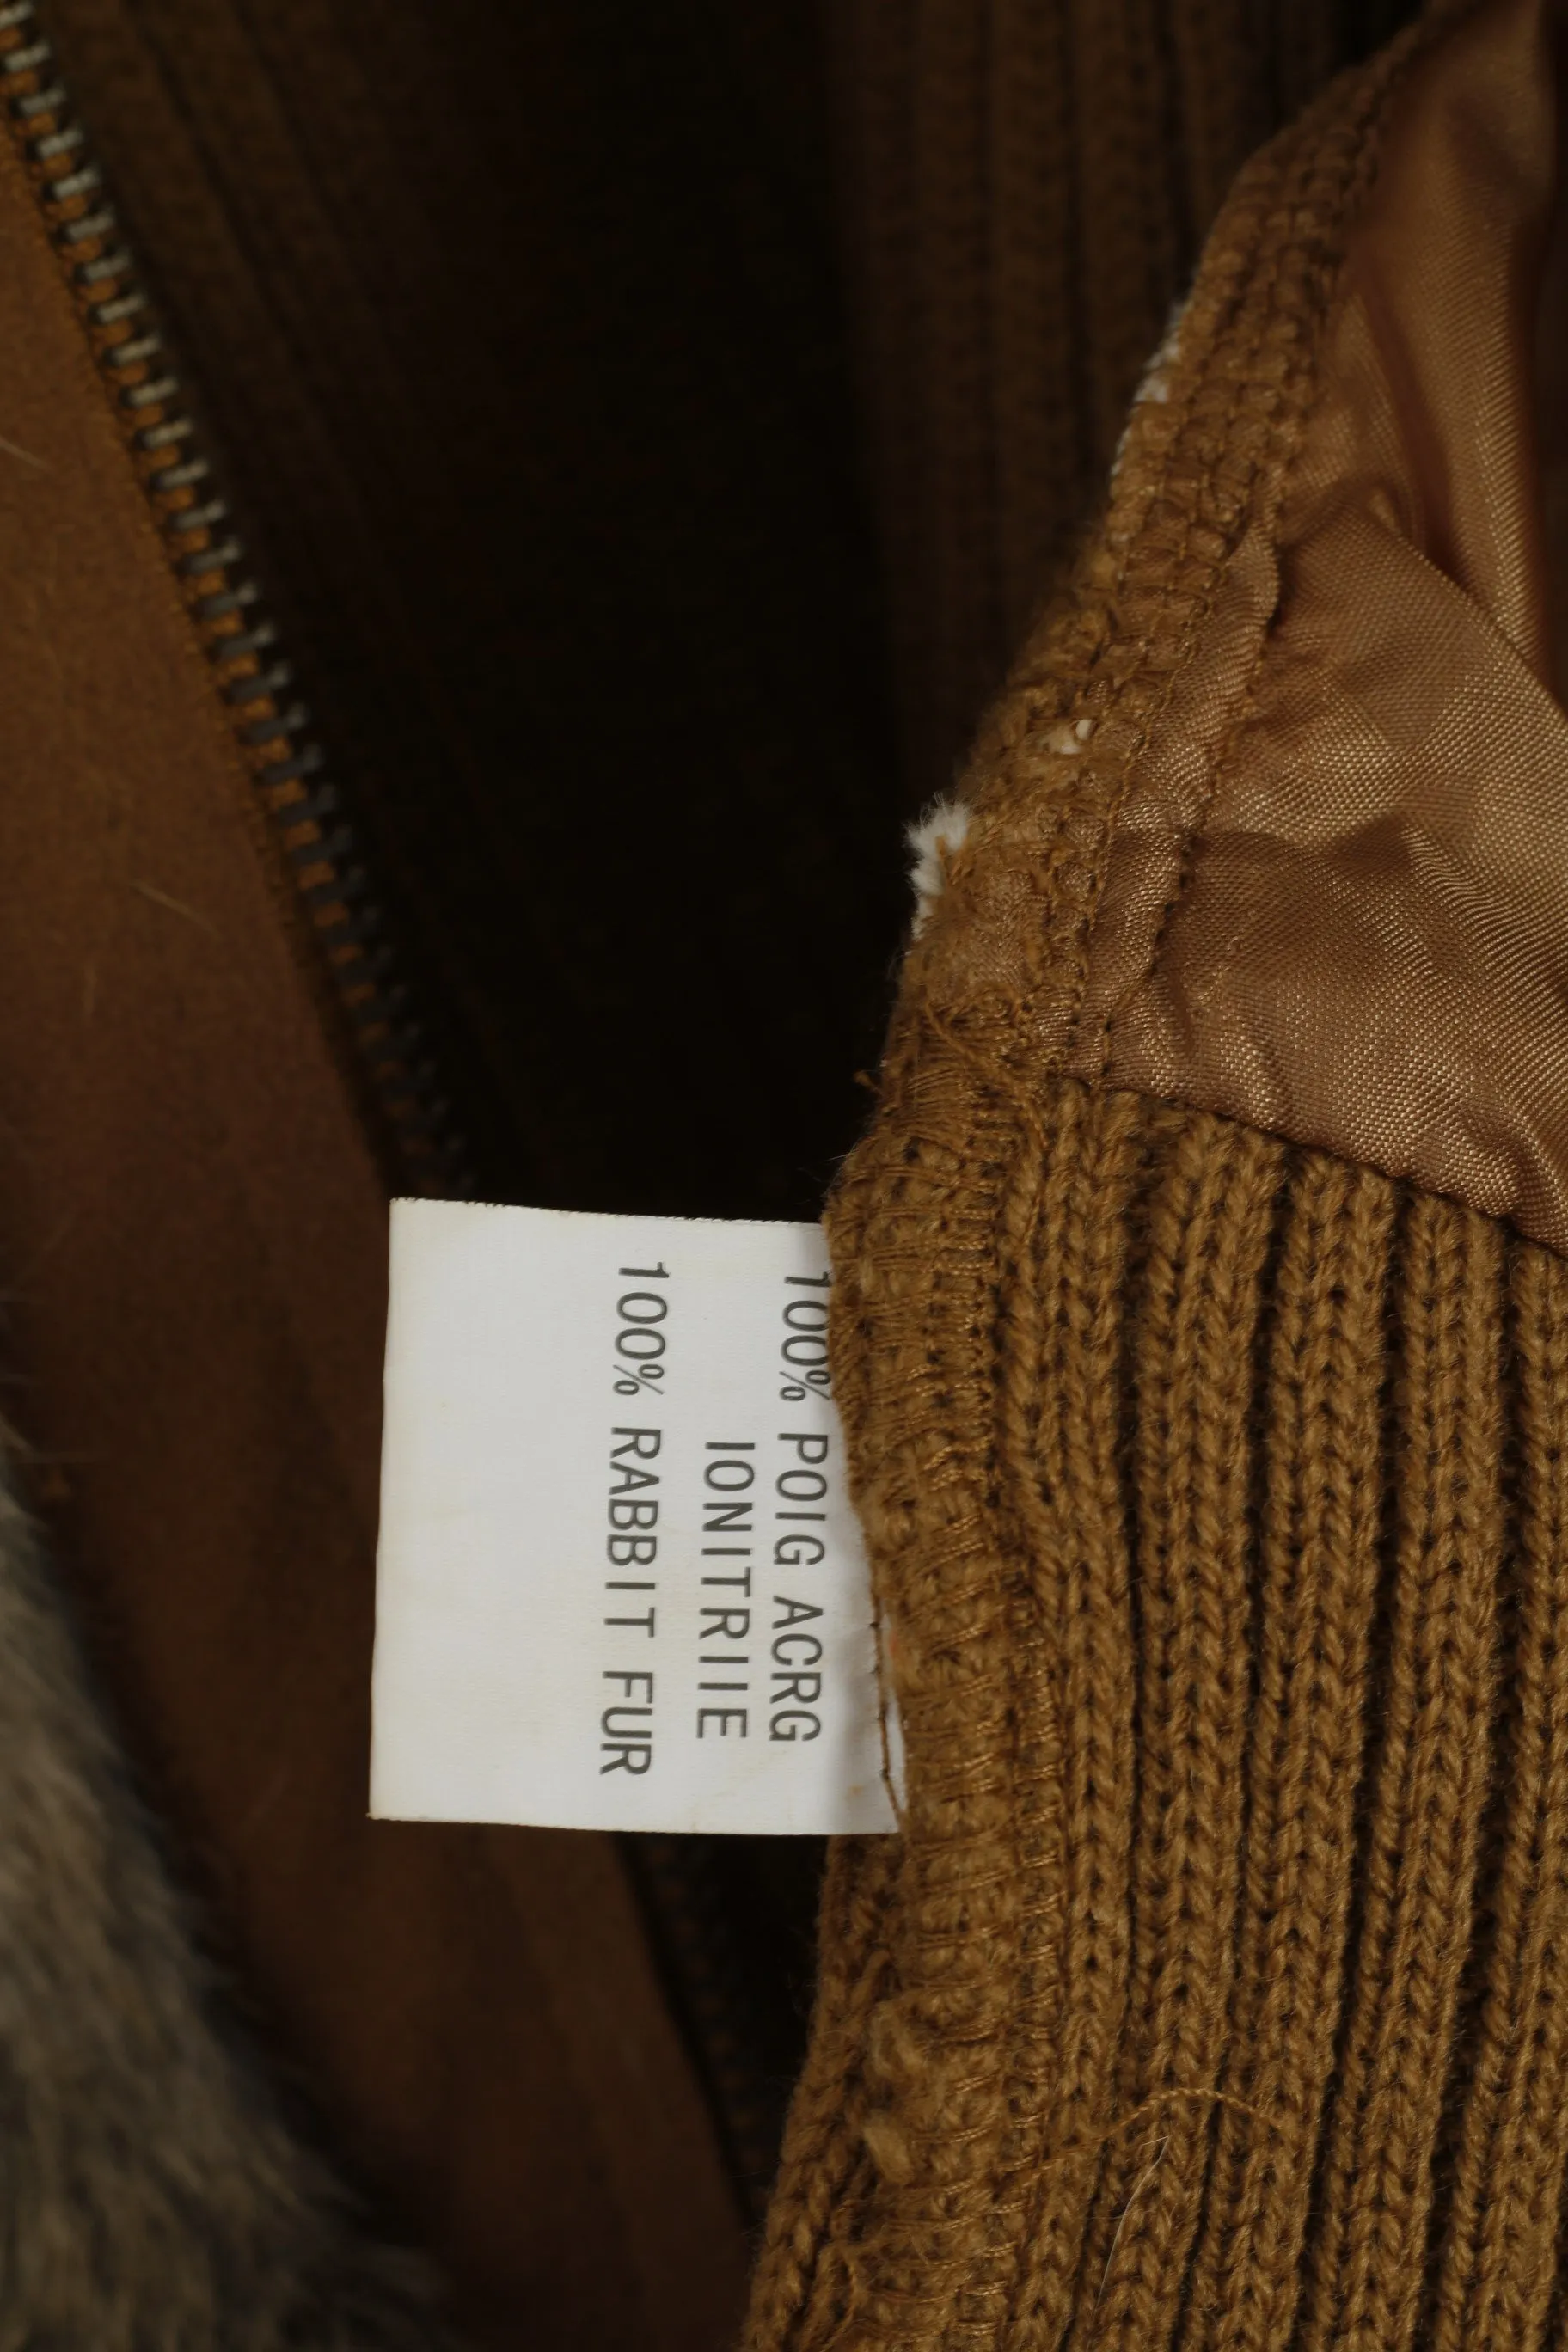 100% POIG ACRG
IONITRIIE
100% RABBIT FUR